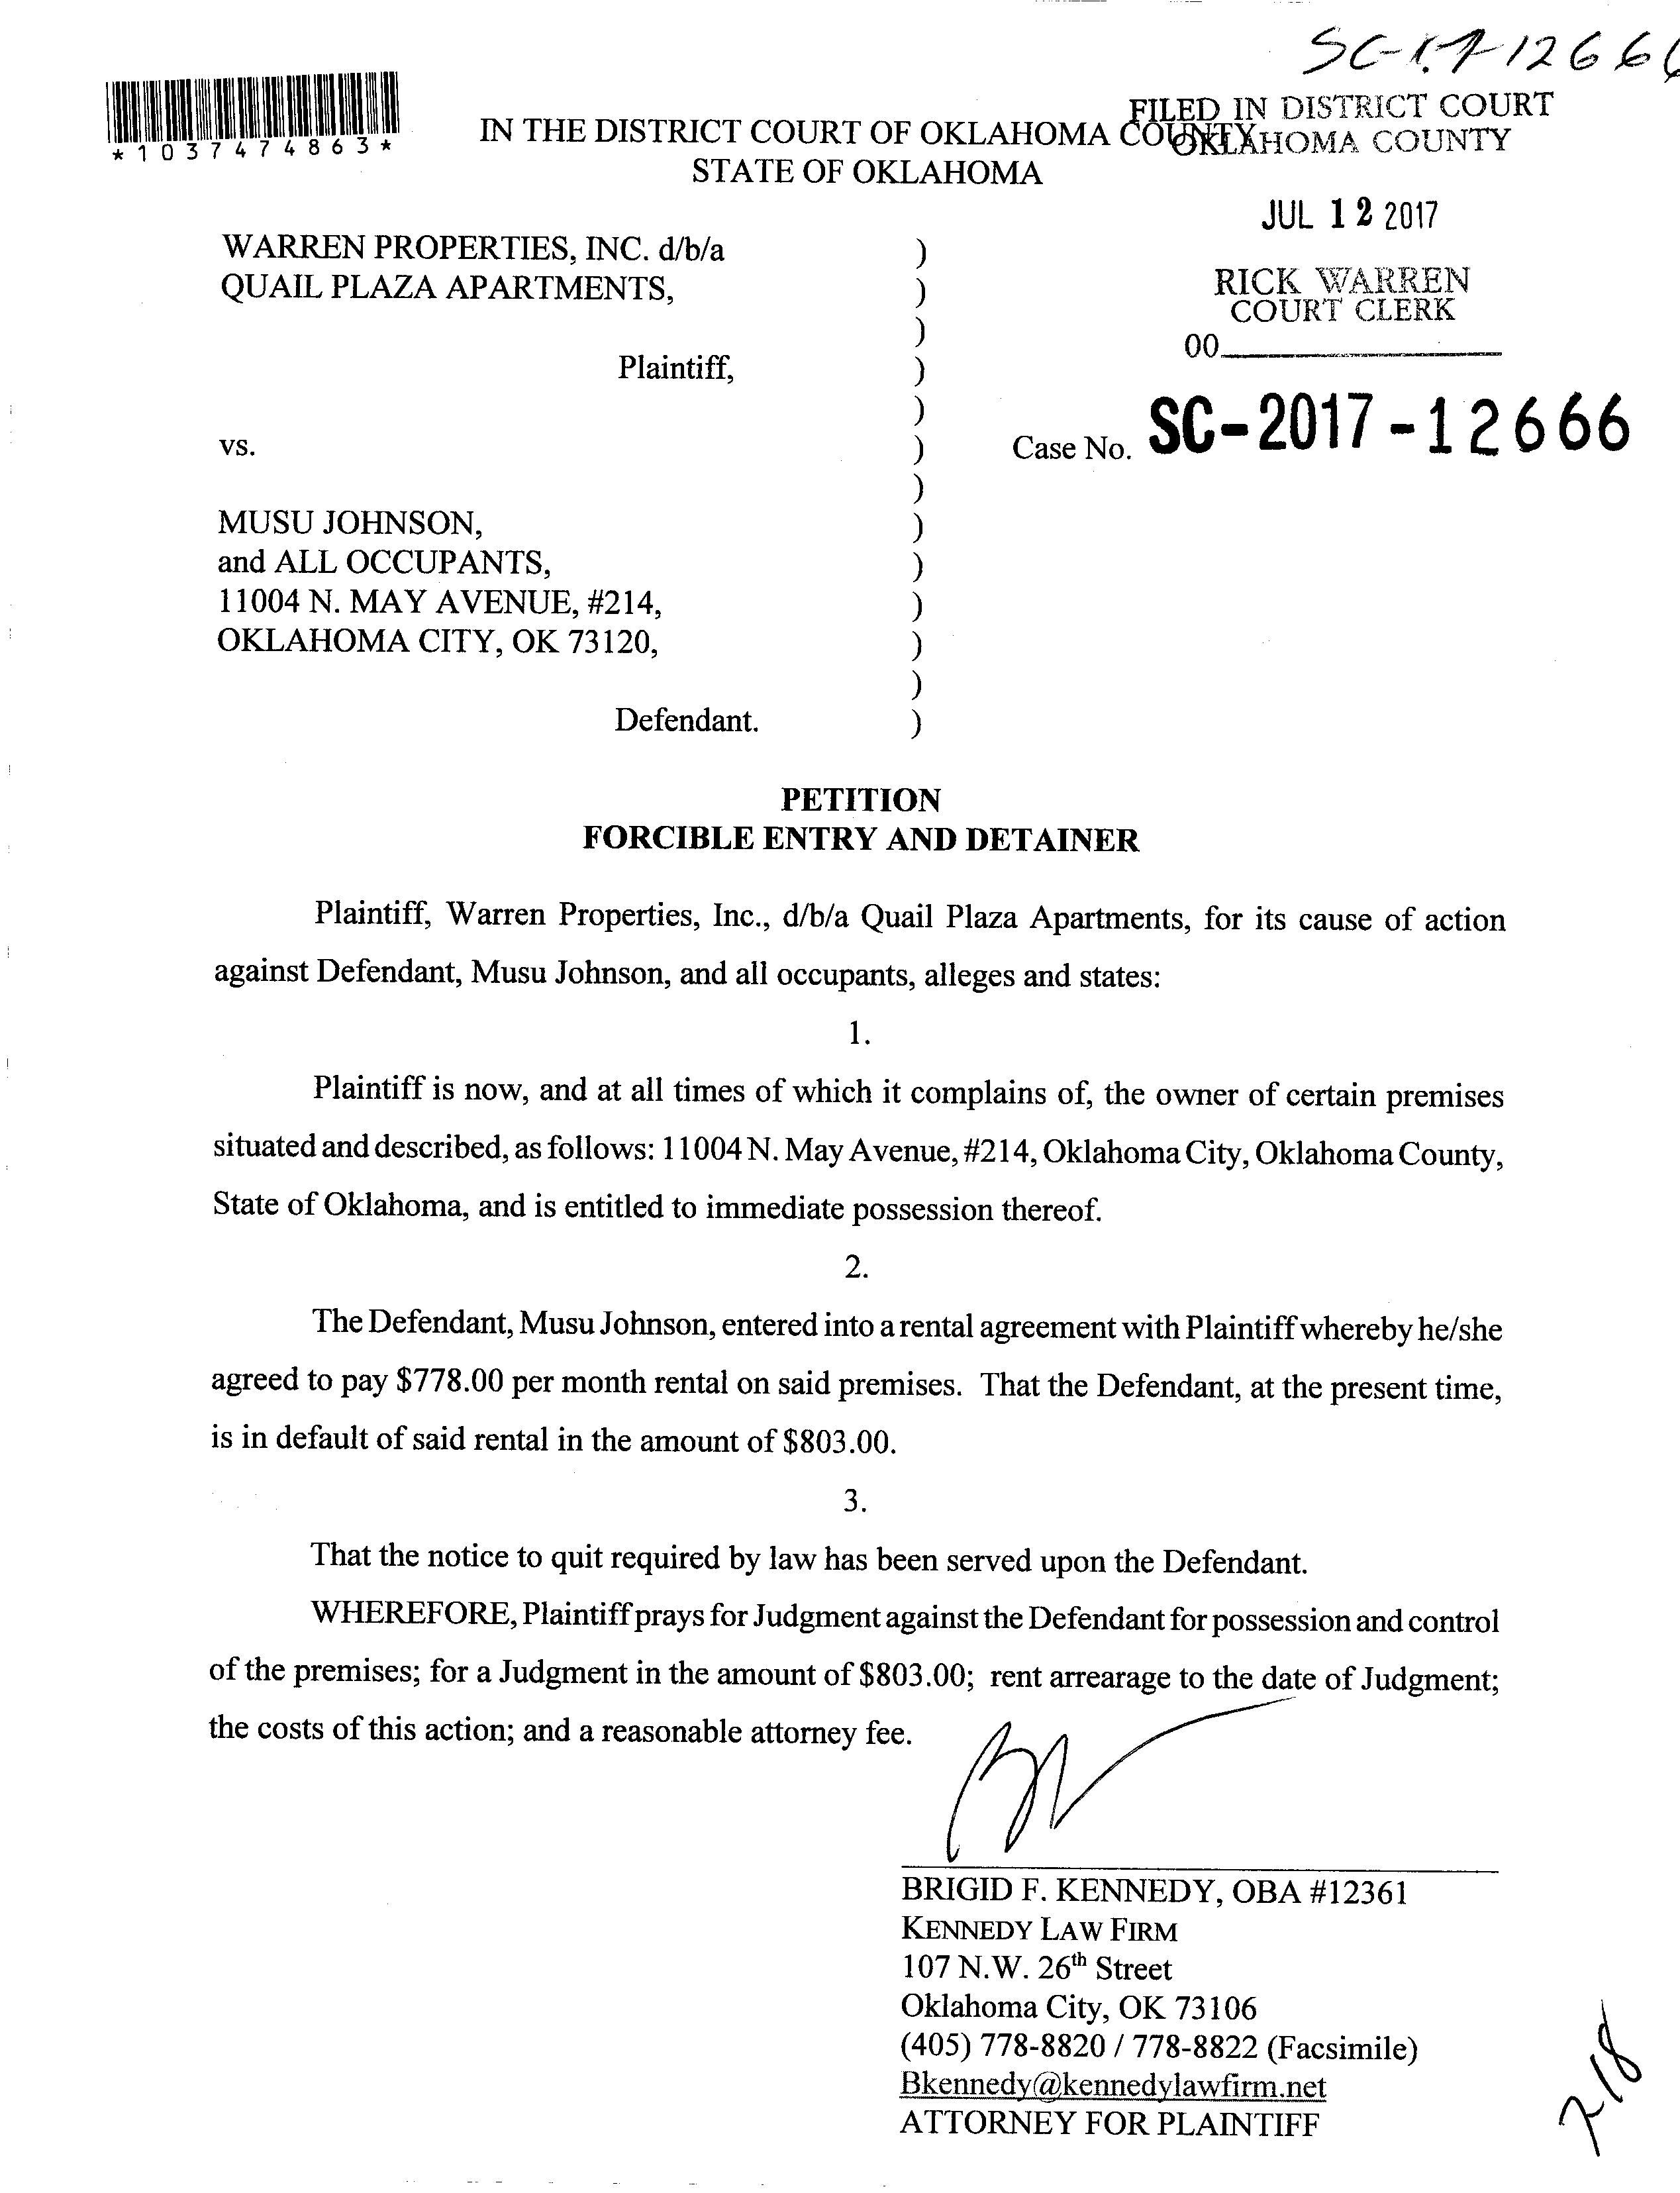 SC-17-12666
*1037474863*
IN THE DISTRICT COURT OF OKLAHOMA COUNTY
STATE OF OKLAHOMA
FILED IN DISTRICT COURT
OKLAHOMA COUNTY
JUL 12 2017
RICK WARREN
COURT CLERK
00
WARREN PROPERTIES, INC. d/b/a )
QUAIL PLAZA APARTMENTS, )
)
Plaintiff, )
)
vs. ) Case No. SC-2017-12666
)
MUSU JOHNSON, )
and ALL OCCUPANTS, )
11004 N. MAY AVENUE, #214, )
OKLAHOMA CITY, OK 73120, )
)
Defendant. )
PETITION
FORCIBLE ENTRY AND DETAINER
Plaintiff, Warren Properties, Inc., d/b/a Quail Plaza Apartments, for its cause of action
against Defendant, Musu Johnson, and all occupants, alleges and states:
1.
Plaintiff is now, and at all times of which it complains of, the owner of certain premises
situated and described, as follows: 11004 N. May Avenue, #214, Oklahoma City, Oklahoma County,
State of Oklahoma, and is entitled to immediate possession thereof.
2.
The Defendant, Musu Johnson, entered into a rental agreement with Plaintiff whereby he/she
agreed to pay $778.00 per month rental on said premises. That the Defendant, at the present time,
is in default of said rental in the amount of $803.00.
3.
That the notice to quit required by law has been served upon the Defendant.
WHEREFORE, Plaintiff prays for Judgment against the Defendant for possession and control
of the premises; for a Judgment in the amount of $803.00; rent arrearage to the date of Judgment;
the costs of this action; and a reasonable attorney fee.
BRIGID F. KENNEDY, OBA #12361
KENNEDY LAW FIRM
107 N.W. 26th Street
Oklahoma City, OK 73106
(405) 778-8820 / 778-8822 (Facsimile)
Bkennedy@kennedylawfirm.net
ATTORNEY FOR PLAINTIFF